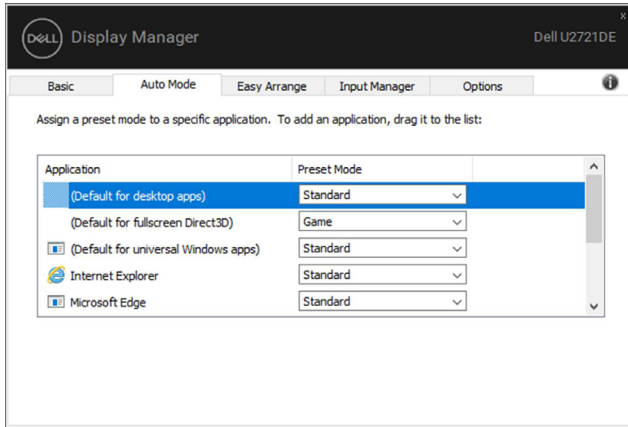 x
DELL Display Manager Dell U2721DE
Basic Auto Mode Easy Arrange Input Manager Options
Assign a preset mode to a specific application. To add an application, drag it to the list:
Application Preset Mode
(Default for desktop apps) Standard
(Default for fullscreen Direct3D) Game
(Default for universal Windows apps) Standard
Internet Explorer Standard
Microsoft Edge Standard